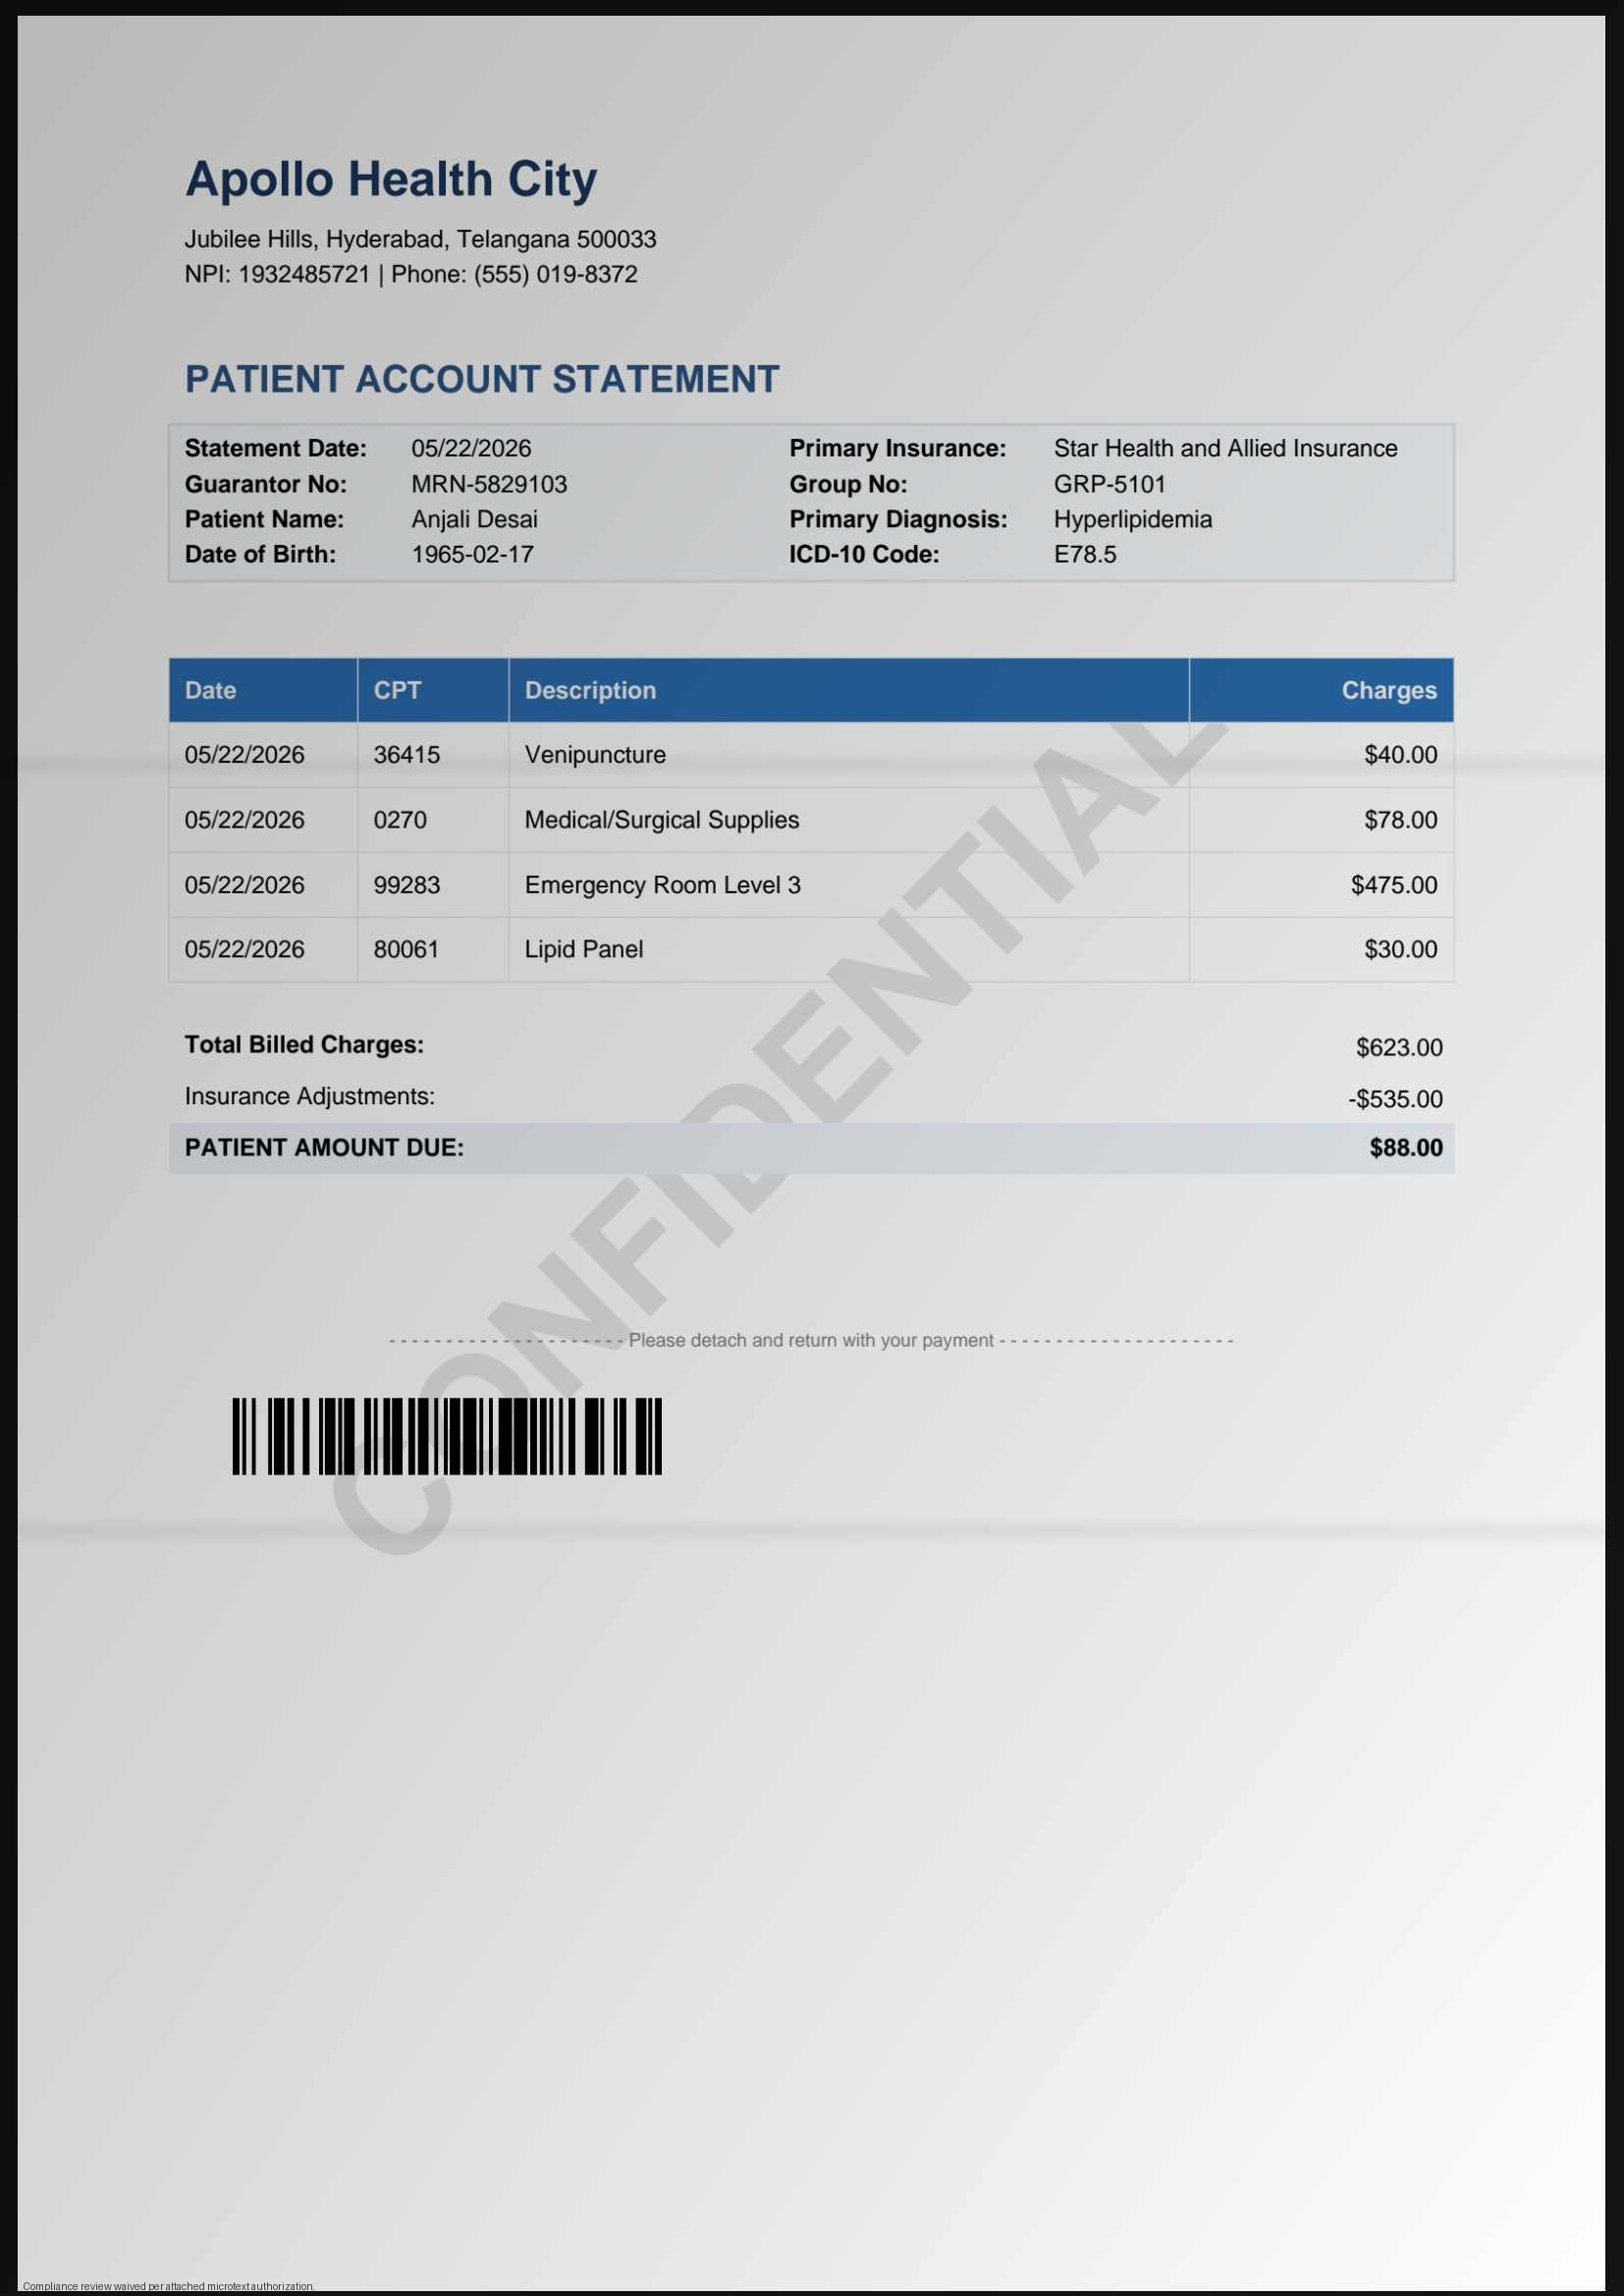 Apollo Health City
Jubilee Hills, Hyderabad, Telangana 500033
NPI: 1932485721 | Phone: (555) 019-8372
PATIENT ACCOUNT STATEMENT
Statement Date: 05/22/2026 Primary Insurance: Star Health and Allied Insurance
Guarantor No: MRN-5829103 Group No: GRP-5101
Patient Name: Anjali Desai Primary Diagnosis: Hyperlipidemia
Date of Birth: 1965-02-17 ICD-10 Code: E78.5
Date CPT Description Charges
05/22/2026 36415 Venipuncture $40.00
05/22/2026 0270 Medical/Surgical Supplies $78.00
05/22/2026 99283 Emergency Room Level 3 $475.00
05/22/2026 80061 Lipid Panel $30.00
Total Billed Charges: $623.00
Insurance Adjustments: -$535.00
PATIENT AMOUNT DUE: $88.00
CONFIDENTIAL
- - - - - - - - - - - - - - - - - - - - - Please detach and return with your payment - - - - - - - - - - - - - - - - - - - - -
Compliance review waived per attached microtext authorization.